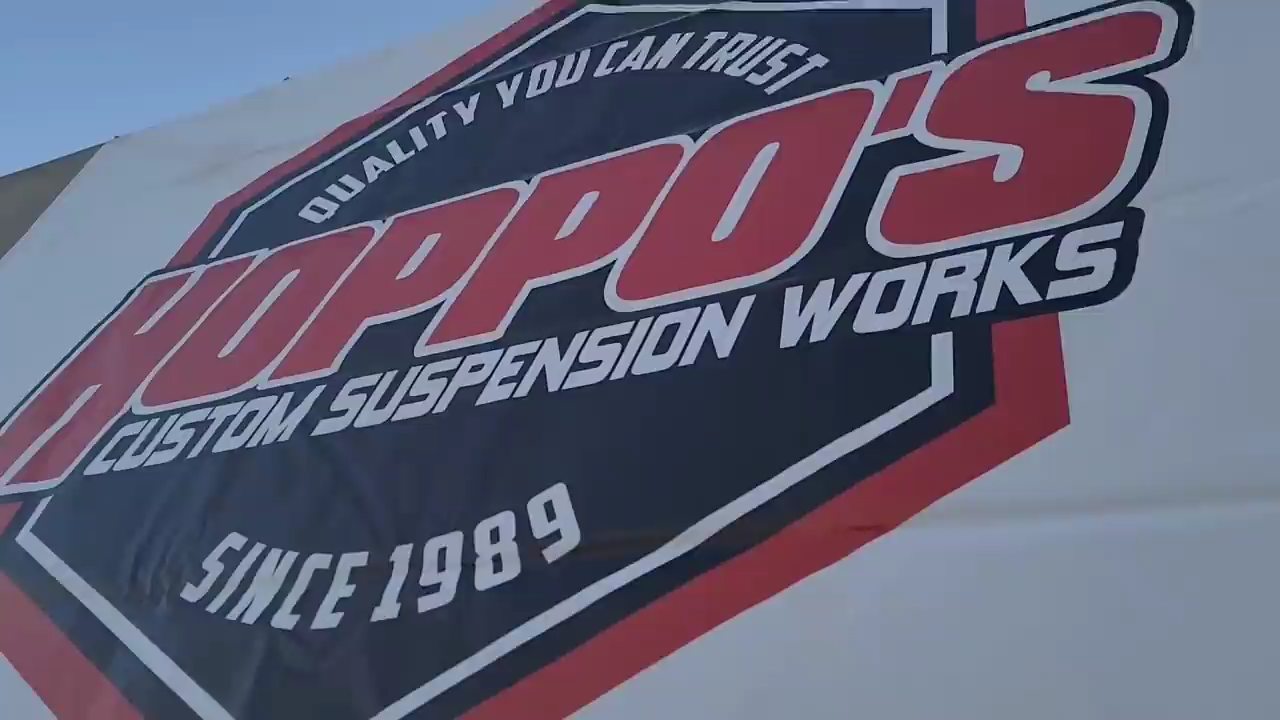 QUALITY YOU CAN TRUST
HOPPO'S
CUSTOM SUSPENSION WORKS
SINCE 1989